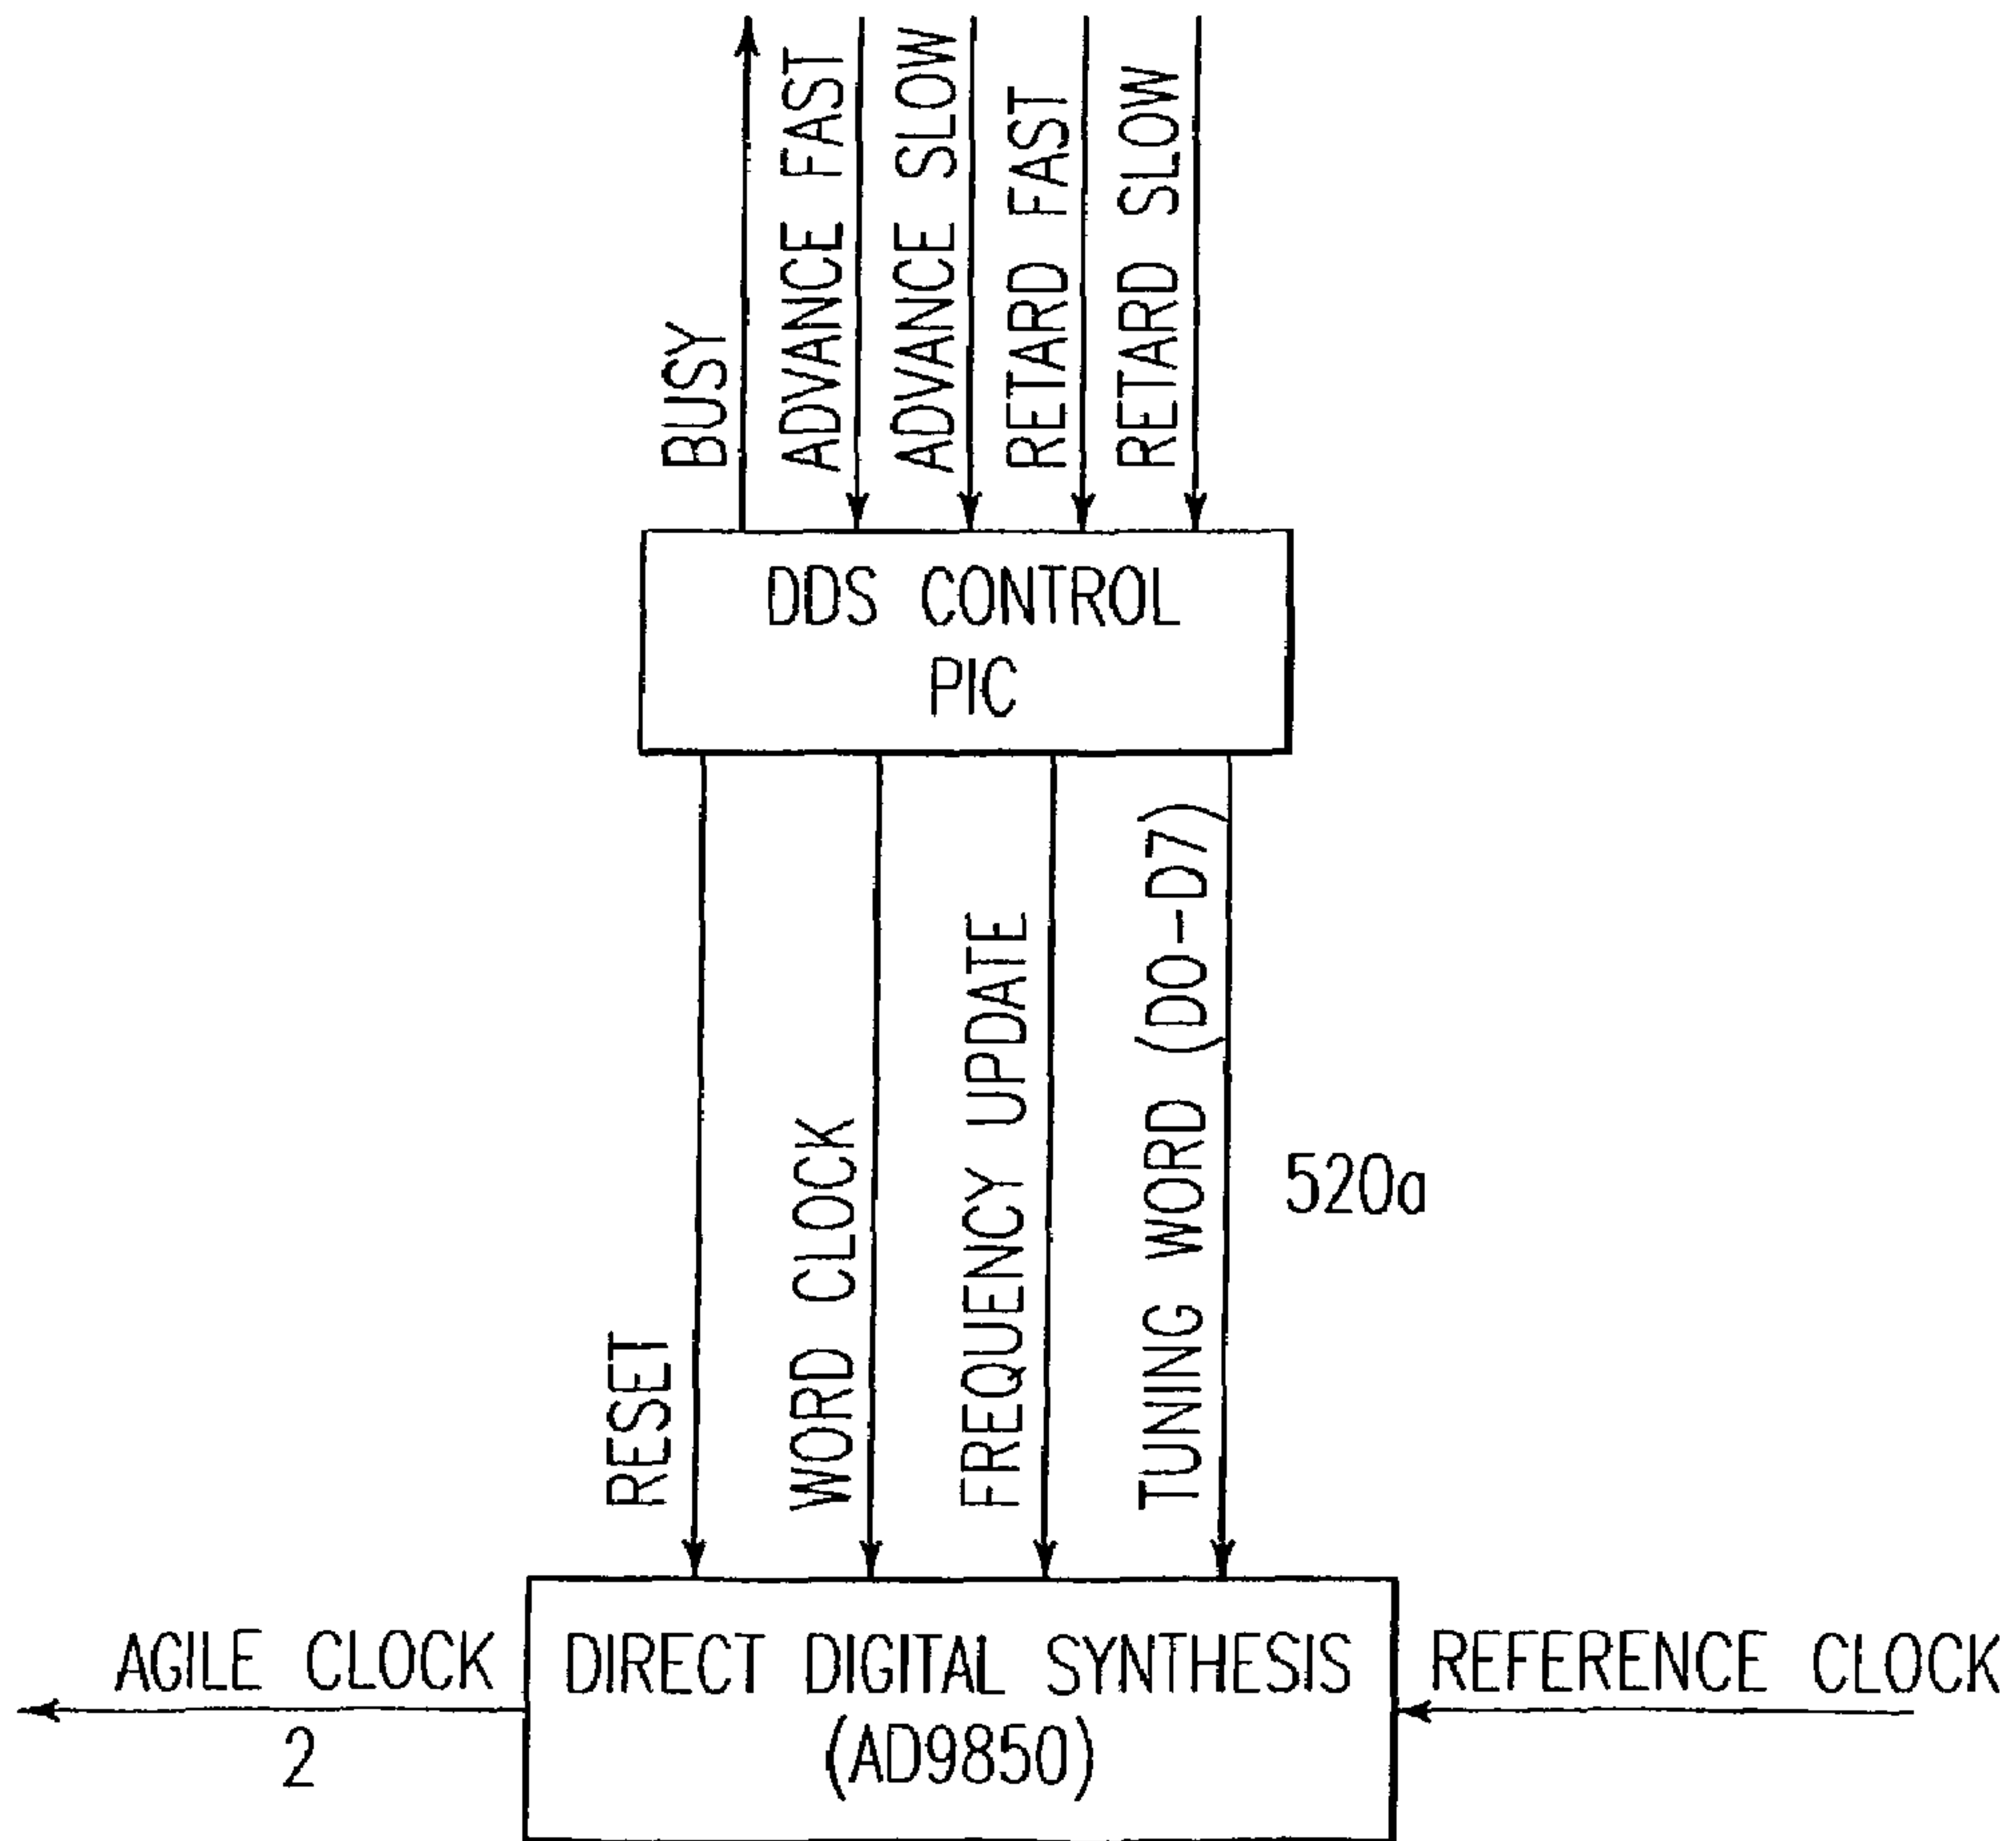 BUSY
ADVANCE FAST
ADVANCE SLOW
RETARD FAST
RETARD SLOW
DDS CONTROL
PIC
RESET
WORD CLOCK
FREQUENCY UPDATE
TUNING WORD (D0-D7)
520a
AGILE CLOCK
2
DIRECT DIGITAL SYNTHESIS
(AD9850)
REFERENCE CLOCK